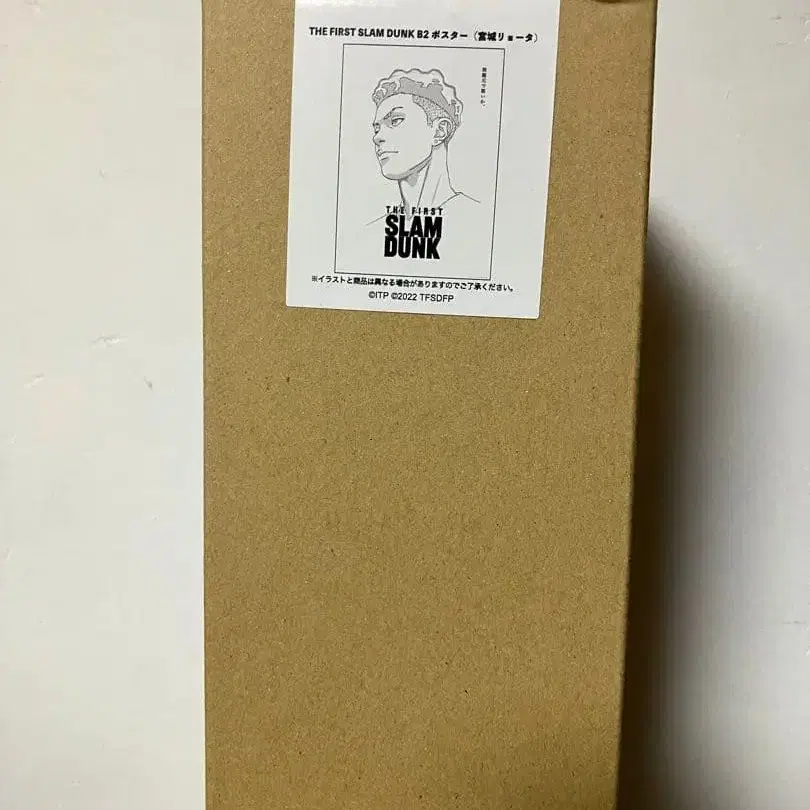 THE FIRST SLAM DUNK B2 ポスター（宮城リョータ）
THE FIRST
SLAM
DUNK
※イラストと商品は異なる場合がありますのでご了承ください。
©ITP ©2022 TFSDFP